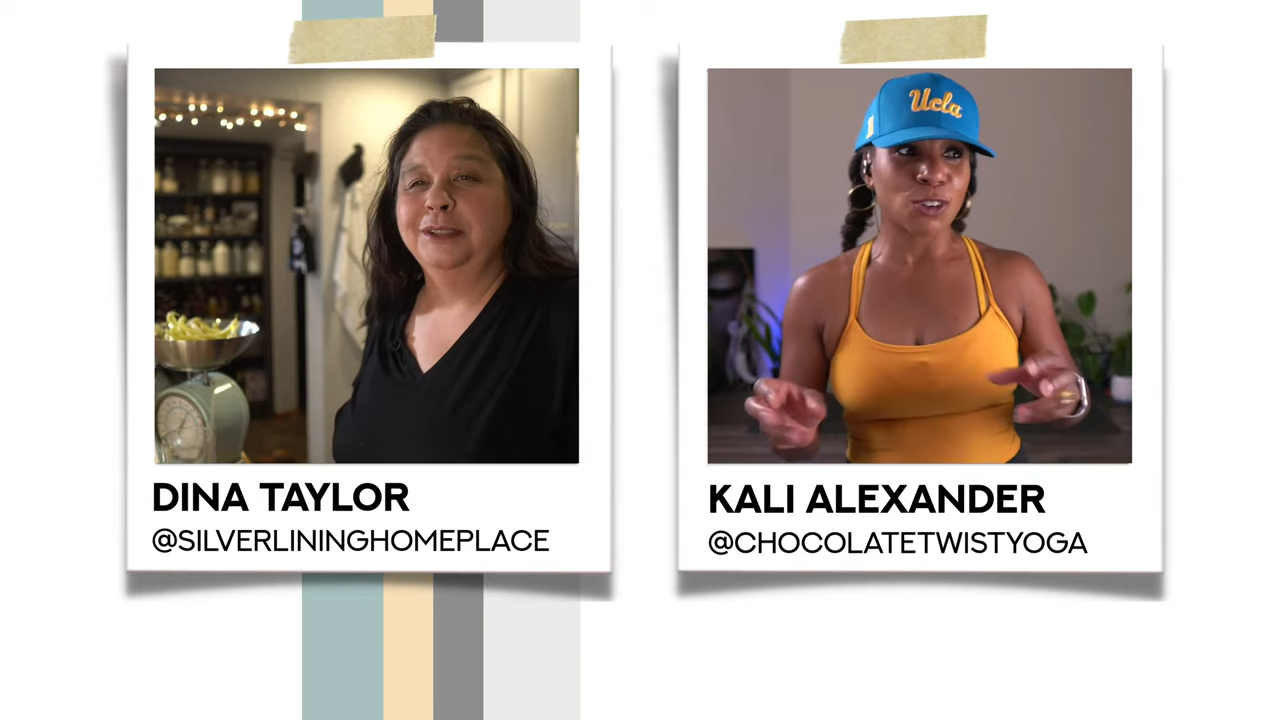 Ucla
DINA TAYLOR
@SILVERLININGHOMEPLACE
KALI ALEXANDER
@CHOCOLATETWISTYOGA